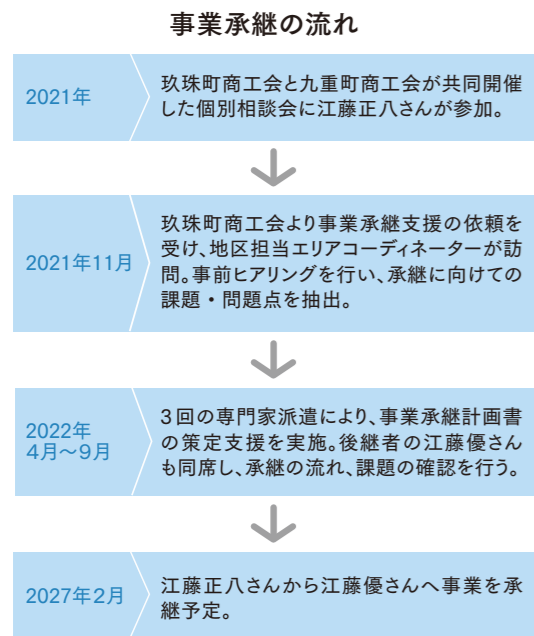 事業承継の流れ
2021年
玖珠町商工会と九重町商工会が共同開催
した個別相談会に江藤正八さんが参加。
2021年11月
玖珠町商工会より事業承継支援の依頼を
受け、地区担当エリアコーディネーターが訪
問。事前ヒアリングを行い、承継に向けての
課題・問題点を抽出。
2022年
4月〜9月
3回の専門家派遣により、事業承継計画書
の策定支援を実施。後継者の江藤優さん
も同席し、承継の流れ、課題の確認を行う。
2027年2月
江藤正八さんから江藤優さんへ事業を承
継予定。